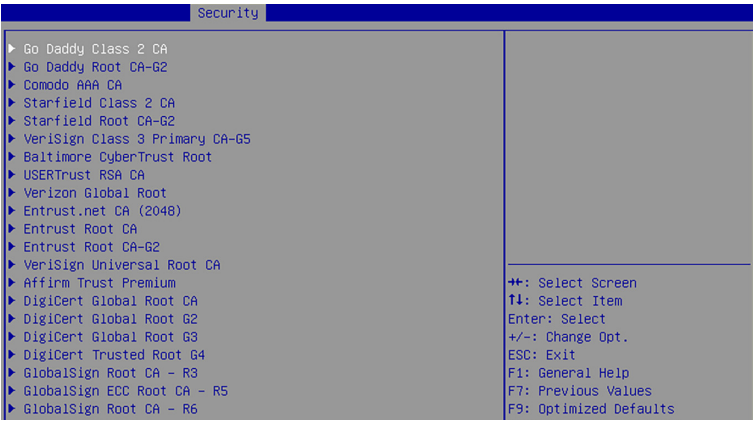 Security
Go Daddy Class 2 CA
Go Daddy Root CA-G2
Comodo AAA CA
Starfield Class 2 CA
Starfield Root CA-G2
VeriSign Class 3 Primary CA-G5
Baltimore CyberTrust Root
USERTrust RSA CA
Verizon Global Root
Entrust.net CA (2048)
Entrust Root CA
Entrust Root CA-G2
VeriSign Universal Root CA
Affirm Trust Premium
DigiCert Global Root CA
DigiCert Global Root G2
DigiCert Global Root G3
DigiCert Trusted Root G4
GlobalSign Root CA - R3
GlobalSign ECC Root CA - R5
GlobalSign Root CA - R6
→←: Select Screen
↑↓: Select Item
Enter: Select
+/-: Change Opt.
ESC: Exit
F1: General Help
F7: Previous Values
F9: Optimized Defaults